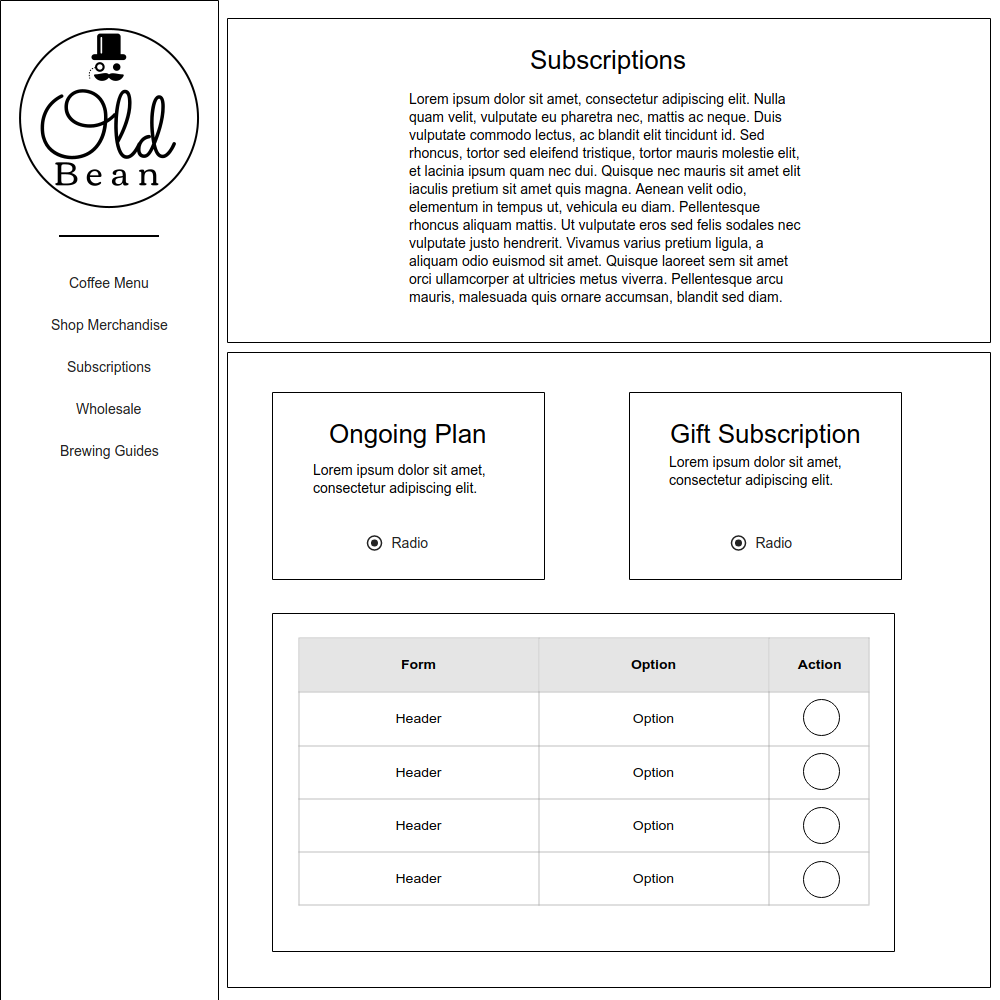 Old
Bean
Coffee Menu
Shop Merchandise
Subscriptions
Wholesale
Brewing Guides
Subscriptions
Lorem ipsum dolor sit amet, consectetur adipiscing elit. Nulla
quam velit, vulputate eu pharetra nec, mattis ac neque. Duis
vulputate commodo lectus, ac blandit elit tincidunt id. Sed
rhoncus, tortor sed eleifend tristique, tortor mauris molestie elit,
et lacinia ipsum quam nec dui. Quisque nec mauris sit amet elit
iaculis pretium sit amet quis magna. Aenean velit odio,
elementum in tempus ut, vehicula eu diam. Pellentesque
rhoncus aliquam mattis. Ut vulputate eros sed felis sodales nec
vulputate justo hendrerit. Vivamus varius pretium ligula, a
aliquam odio euismod sit amet. Quisque laoreet sem sit amet
orci ullamcorper at ultricies metus viverra. Pellentesque arcu
mauris, malesuada quis ornare accumsan, blandit sed diam.
Ongoing Plan
Lorem ipsum dolor sit amet,
consectetur adipiscing elit.
Radio
Gift Subscription
Lorem ipsum dolor sit amet,
consectetur adipiscing elit.
Radio
Form Option Action
Header Option
Header Option
Header Option
Header Option